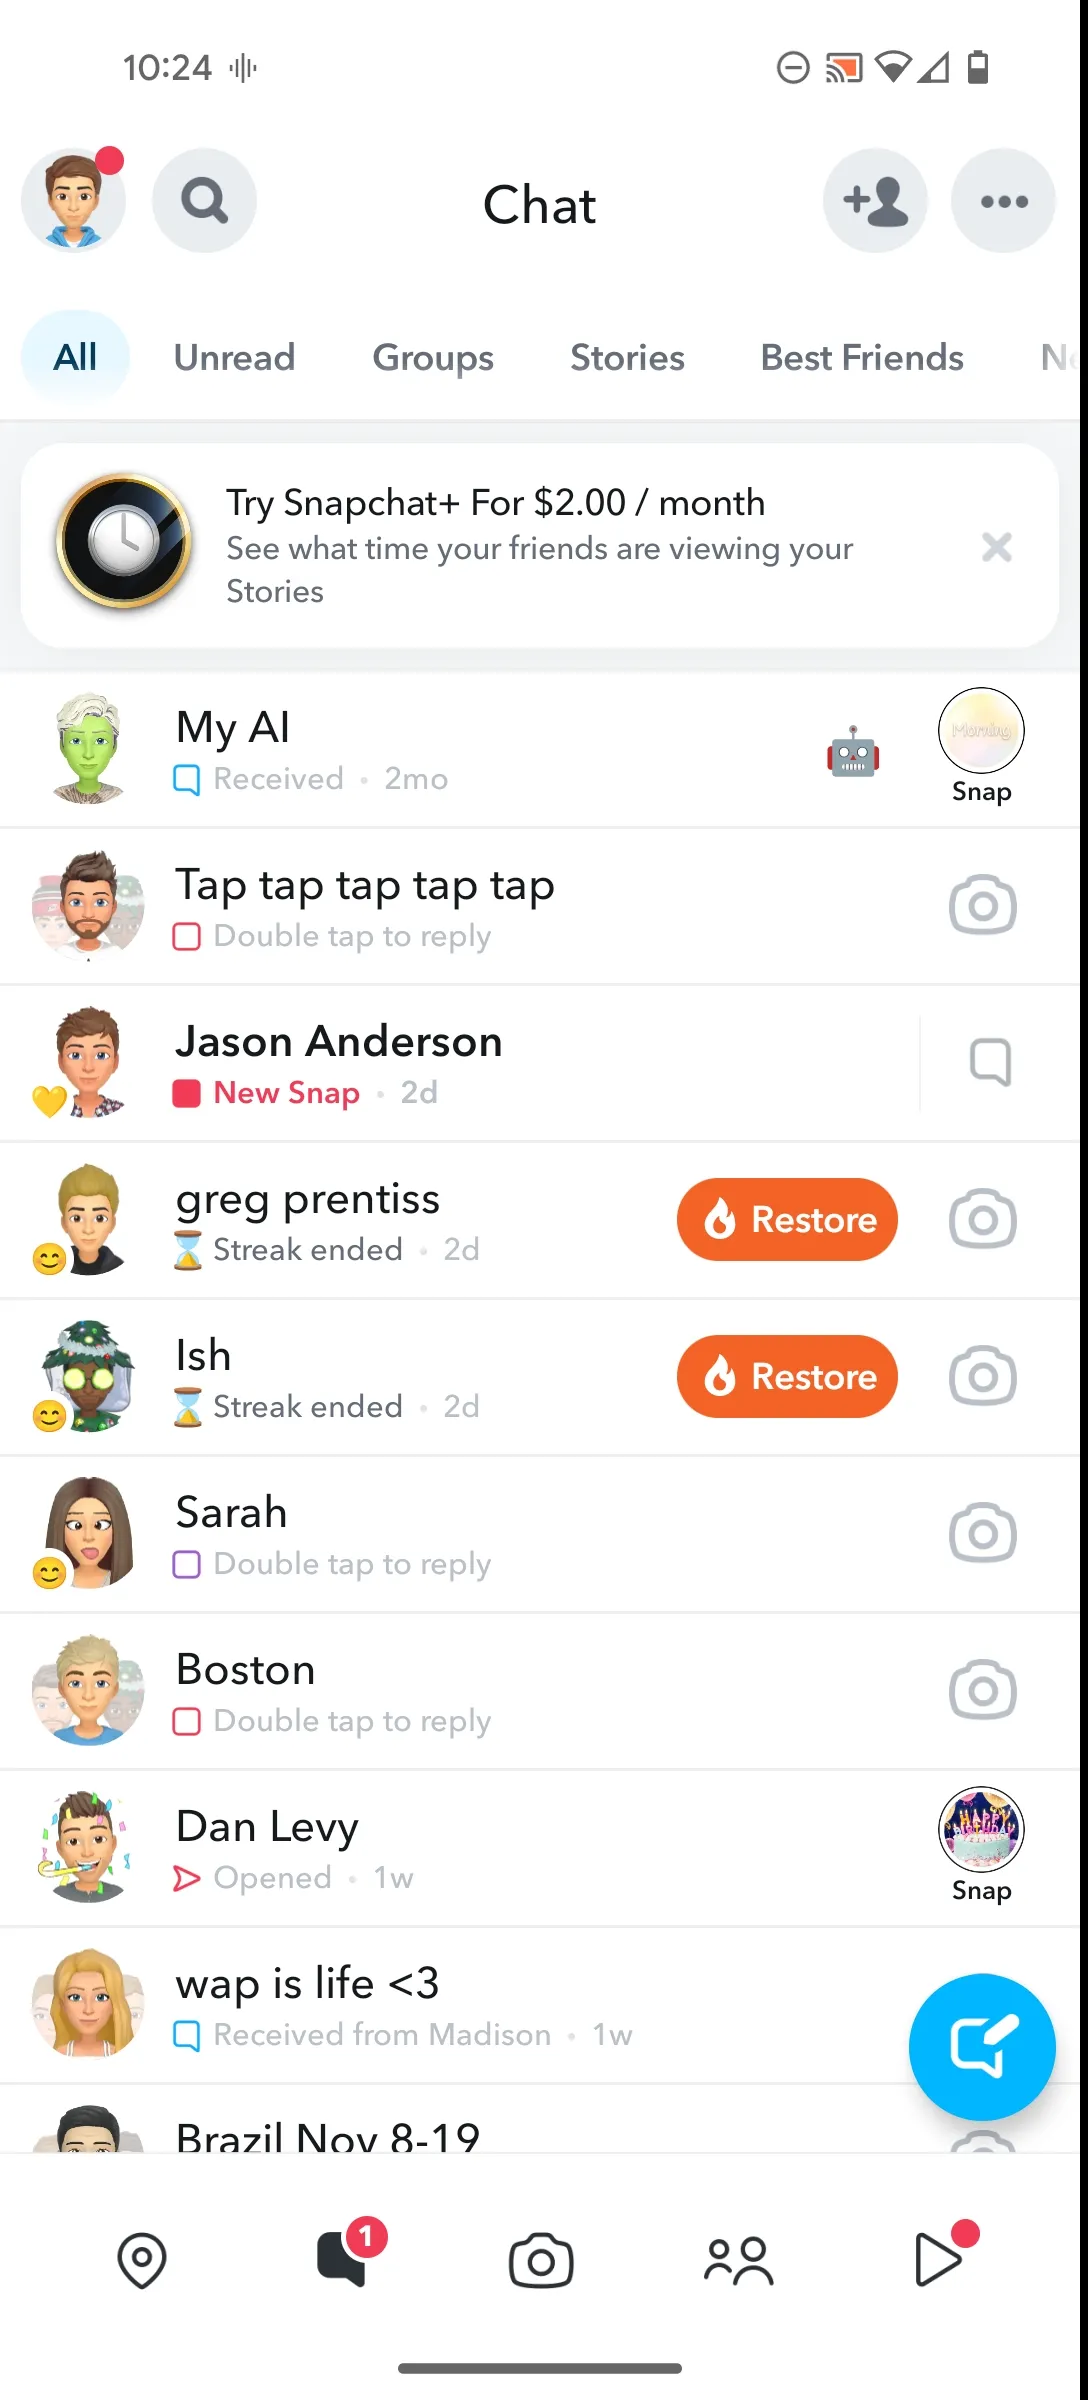 10:24
Chat
All Unread Groups Stories Best Friends
Try Snapchat+ For $2.00 / month
See what time your friends are viewing your
Stories
My AI
Received • 2mo
Morning
Snap
Tap tap tap tap tap
Double tap to reply
Jason Anderson
New Snap • 2d
greg prentiss
Streak ended • 2d
Restore
Ish
Streak ended • 2d
Restore
Sarah
Double tap to reply
Boston
Double tap to reply
Dan Levy
Opened • 1w
HAPPY
BIRTHDAY
Snap
wap is life <3
Received from Madison • 1w
Brazil Nov 8-19
1